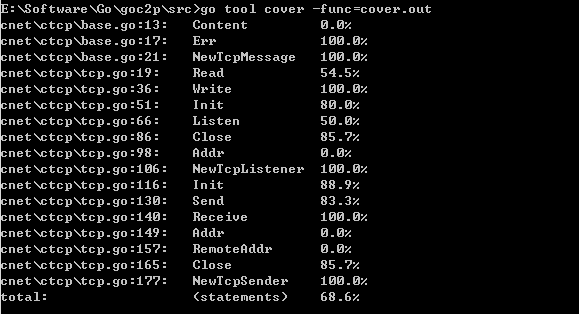 E:\Software\Go\goc2p\src>go tool cover -func=cover.out
cnet\ctcp\base.go:13: Content 0.0%
cnet\ctcp\base.go:17: Err 100.0%
cnet\ctcp\base.go:21: NewTcpMessage 100.0%
cnet\ctcp\tcp.go:19: Read 54.5%
cnet\ctcp\tcp.go:36: Write 100.0%
cnet\ctcp\tcp.go:51: Init 80.0%
cnet\ctcp\tcp.go:66: Listen 50.0%
cnet\ctcp\tcp.go:86: Close 85.7%
cnet\ctcp\tcp.go:98: Addr 0.0%
cnet\ctcp\tcp.go:106: NewTcpListener 100.0%
cnet\ctcp\tcp.go:116: Init 88.9%
cnet\ctcp\tcp.go:130: Send 83.3%
cnet\ctcp\tcp.go:140: Receive 100.0%
cnet\ctcp\tcp.go:149: Addr 0.0%
cnet\ctcp\tcp.go:157: RemoteAddr 0.0%
cnet\ctcp\tcp.go:165: Close 85.7%
cnet\ctcp\tcp.go:177: NewTcpSender 100.0%
total: (statements) 68.6%